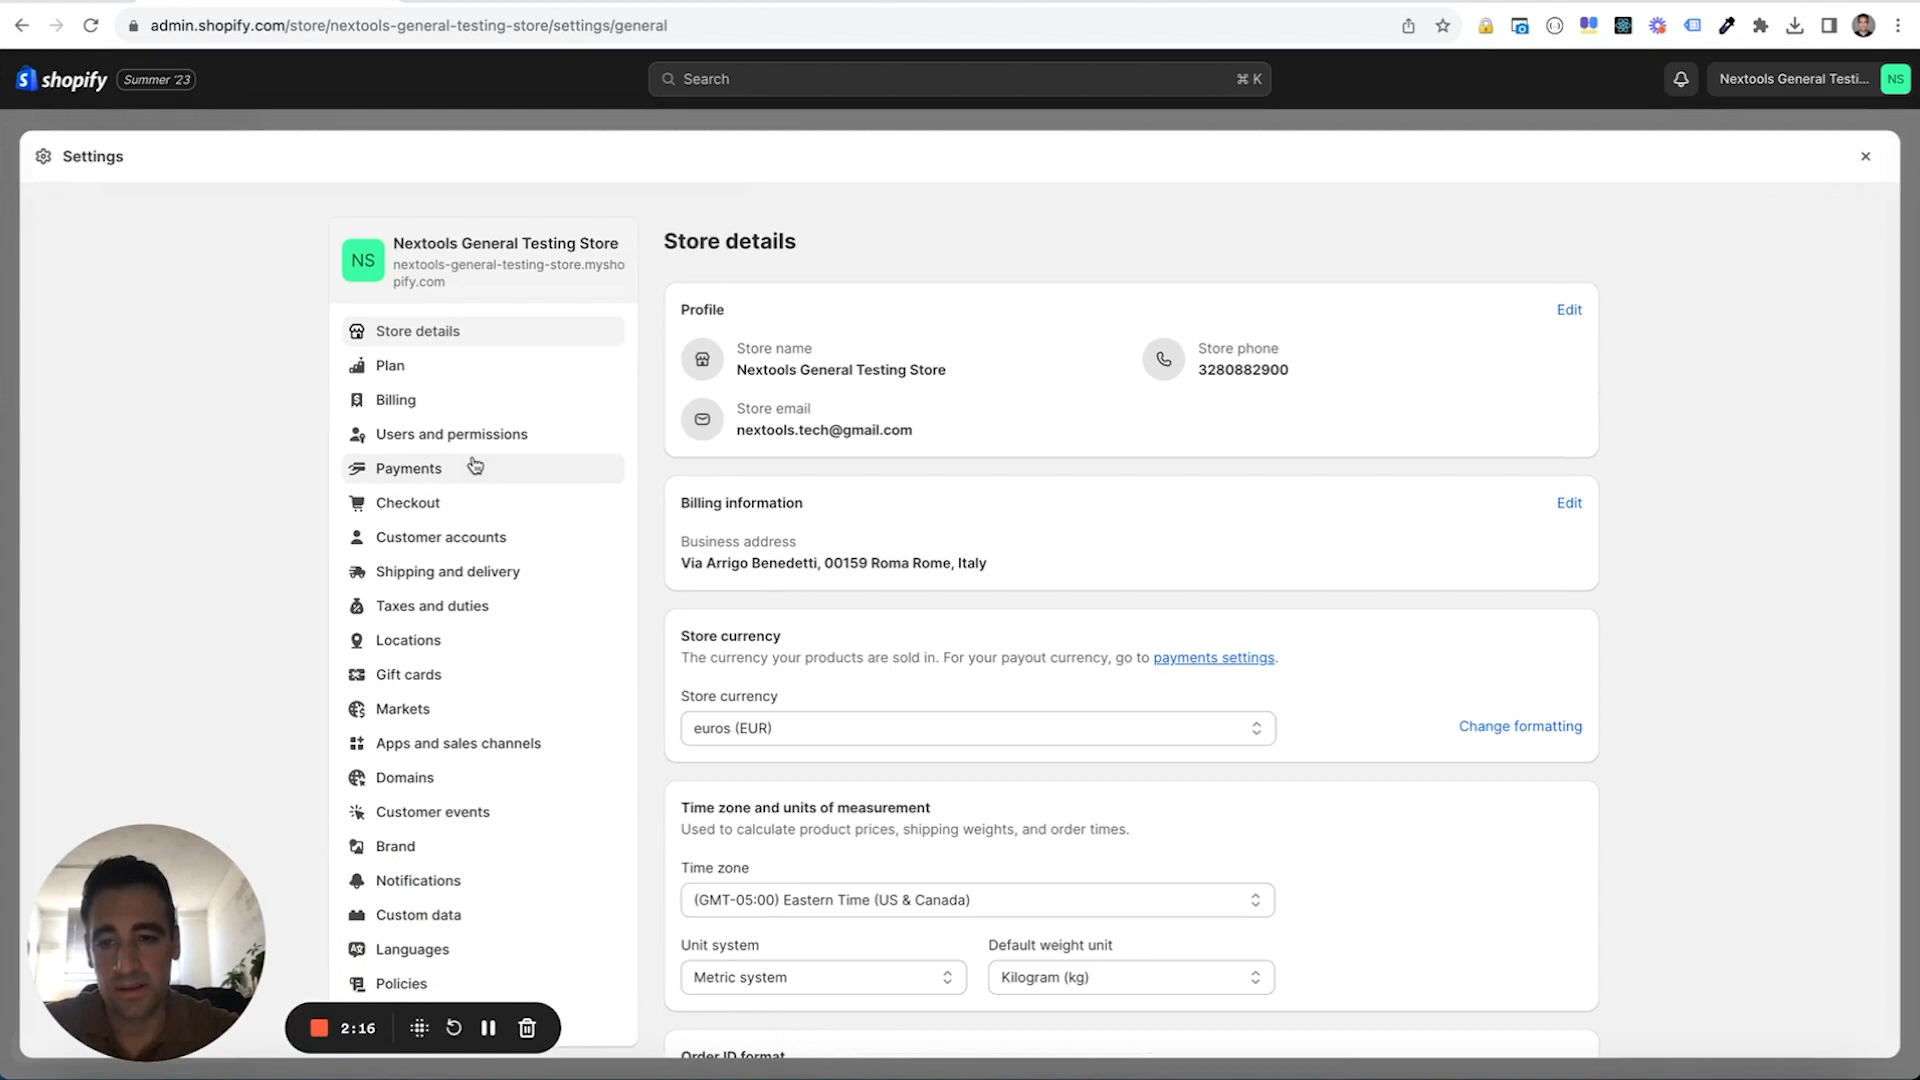 admin.shopify.com/store/nextools-general-testing-store/settings/general
shopify
Summer '23
Search
⌘ K
Nextools General Testi...
NS
Settings
NS
Nextools General Testing Store
nextools-general-testing-store.mysho
pify.com
Store details
Plan
Billing
Users and permissions
Payments
Checkout
Customer accounts
Shipping and delivery
Taxes and duties
Locations
Gift cards
Markets
Apps and sales channels
Domains
Customer events
Brand
Notifications
Custom data
Languages
Policies
Store details
Profile
Edit
Store name
Nextools General Testing Store
Store phone
3280882900
Store email
nextools.tech@gmail.com
Billing information
Edit
Business address
Via Arrigo Benedetti, 00159 Roma Rome, Italy
Store currency
The currency your products are sold in. For your payout currency, go to payments settings.
Store currency
euros (EUR)
Change formatting
Time zone and units of measurement
Used to calculate product prices, shipping weights, and order times.
Time zone
(GMT-05:00) Eastern Time (US & Canada)
Unit system
Default weight unit
Metric system
Kilogram (kg)
Order ID format
2:16